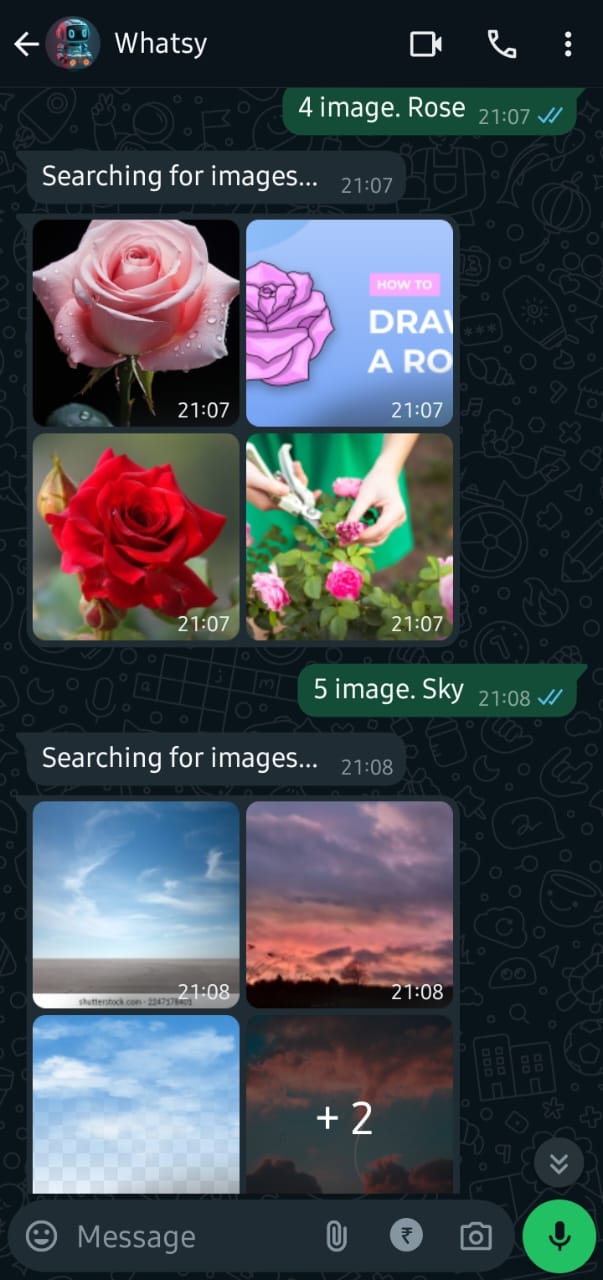 Whatsy
4 image. Rose 21:07
Searching for images... 21:07
HOW TO
DRAW
A RO
21:07
21:07
21:07
21:07
5 image. Sky 21:08
Searching for images... 21:08
21:08
21:08
shutterstock.com · 2247178401
+ 2
Message
₹